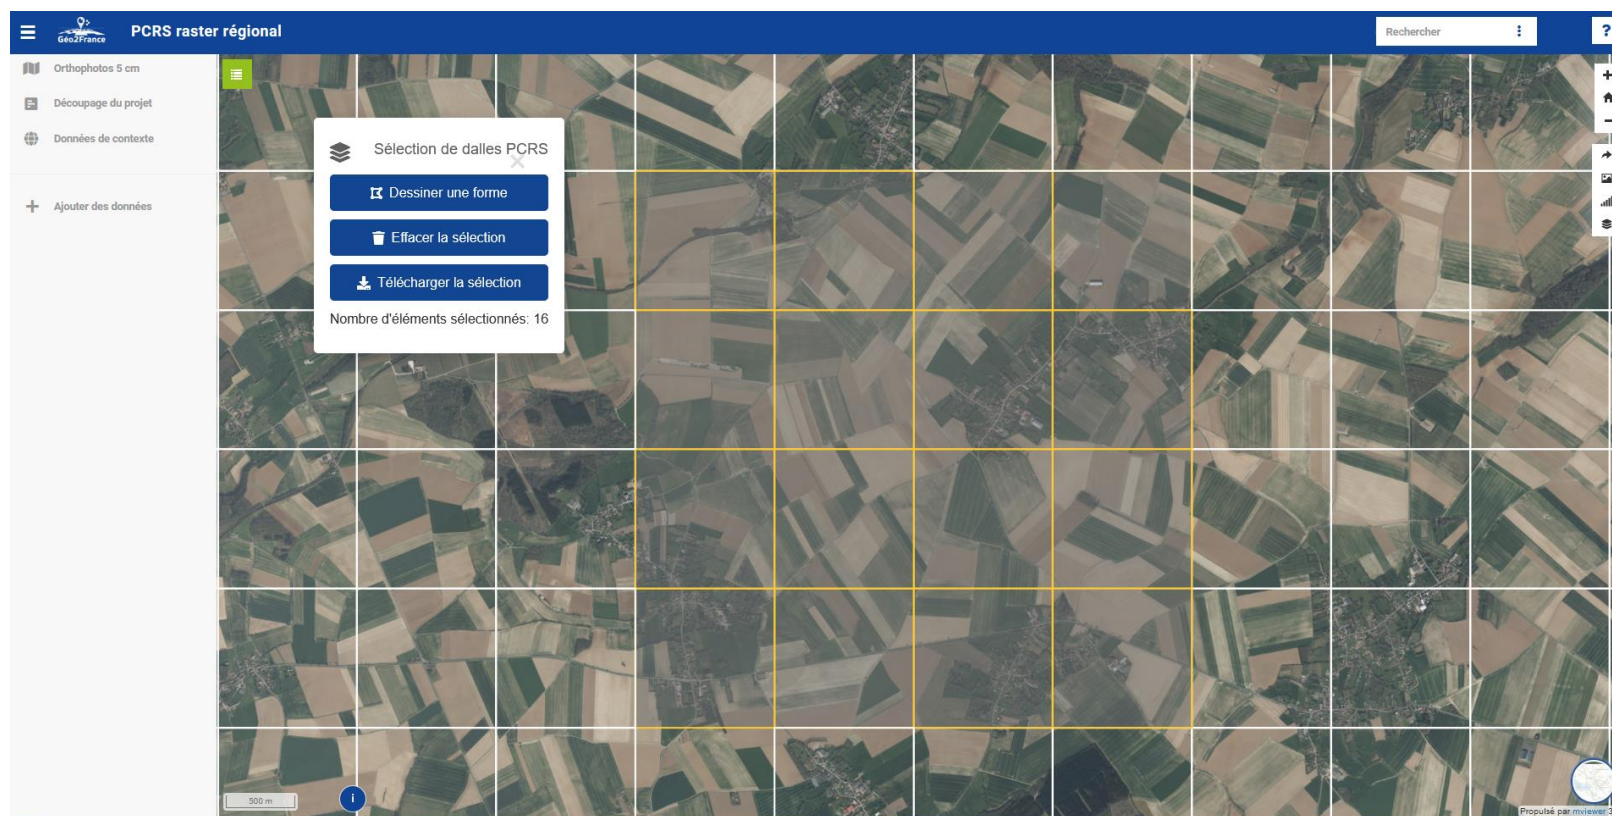 Géo2France
PCRS raster régional
Rechercher
?
Orthophotos 5 cm
Découpage du projet
Données de contexte
Ajouter des données
Sélection de dalles PCRS
Dessiner une forme
Effacer la sélection
Télécharger la sélection
Nombre d'éléments sélectionnés: 16
500 m
i
Propulsé par mviewer 3